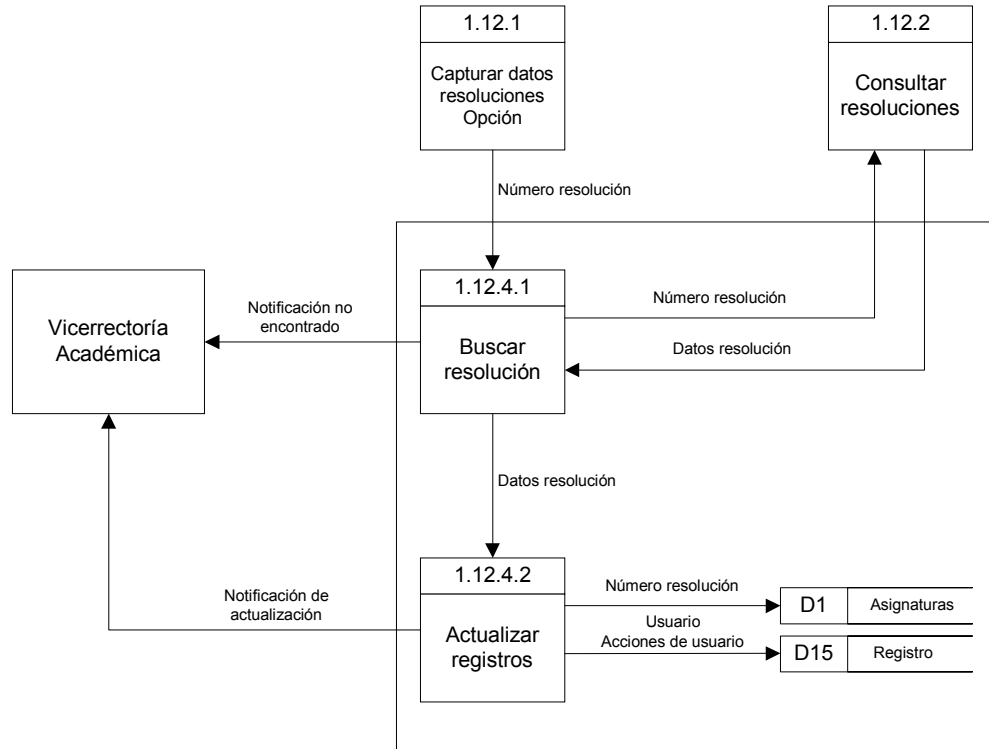 1.12.1
Capturar datos
resoluciones
Opción
1.12.2
Consultar
resoluciones
Número resolución
Vicerrectoría
Académica
Notificación no
encontrado
1.12.4.1
Buscar
resolución
Número resolución
Datos resolución
Datos resolución
Notificación de
actualización
1.12.4.2
Actualizar
registros
Número resolución
Usuario
Acciones de usuario
D1
Asignaturas
D15
Registro